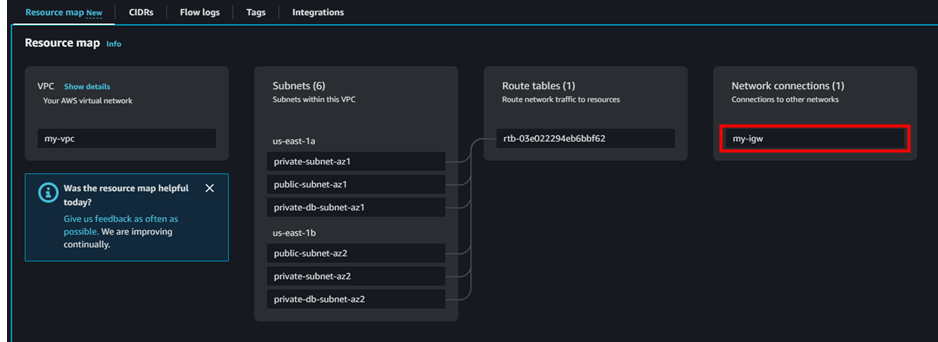 Resource map New CIDRs Flow logs Tags Integrations
Resource map Info
VPC Show details
Your AWS virtual network
my-vpc
Was the resource map helpful
today?
Give us feedback as often as
possible. We are improving
continually.
Subnets (6)
Subnets within this VPC
us-east-1a
private-subnet-az1
public-subnet-az1
private-db-subnet-az1
us-east-1b
public-subnet-az2
private-subnet-az2
private-db-subnet-az2
Route tables (1)
Route network traffic to resources
rtb-03e022294eb6bbf62
Network connections (1)
Connections to other networks
my-igw